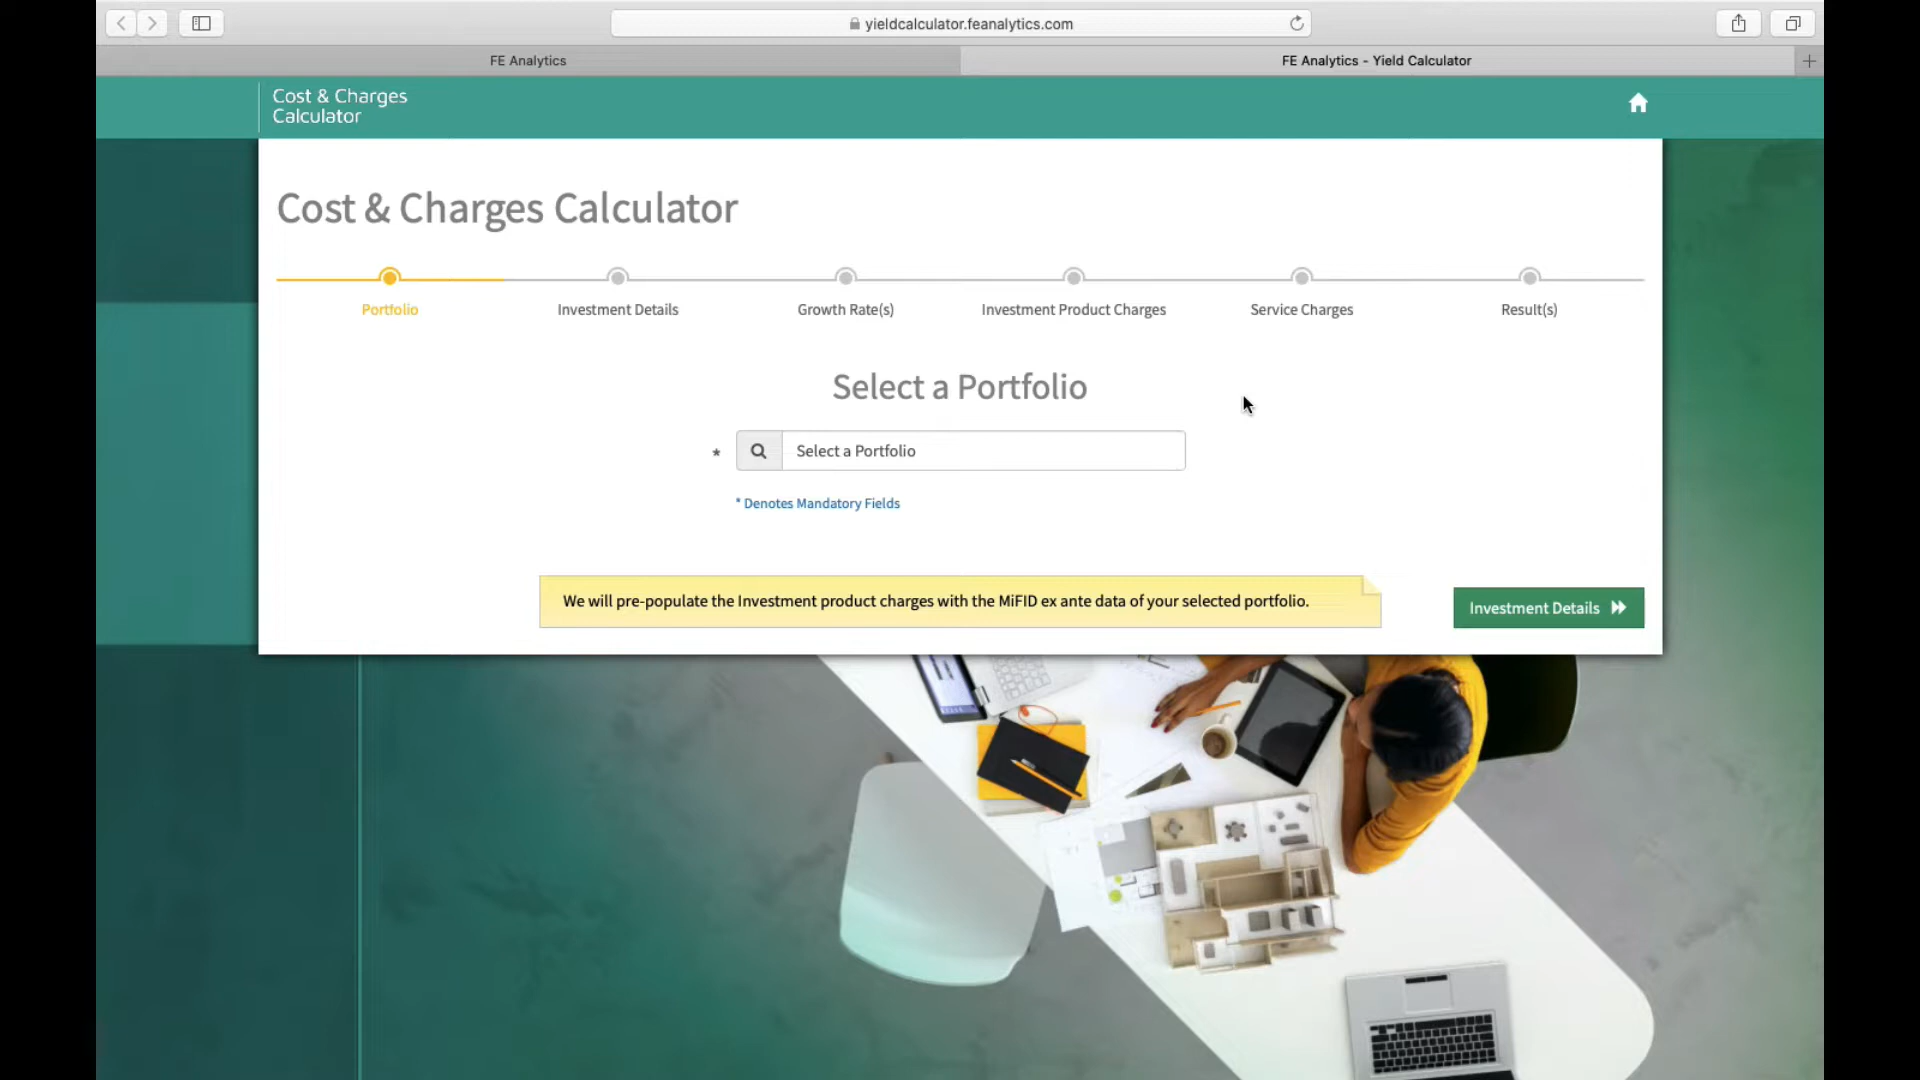 yieldcalculator.feanalytics.com
FE Analytics
FE Analytics - Yield Calculator
Cost & Charges
Calculator
Cost & Charges Calculator
Portfolio
Investment Details
Growth Rate(s)
Investment Product Charges
Service Charges
Result(s)
Select a Portfolio
* Select a Portfolio
* Denotes Mandatory Fields
We will pre-populate the Investment product charges with the MiFID ex ante data of your selected portfolio.
Investment Details